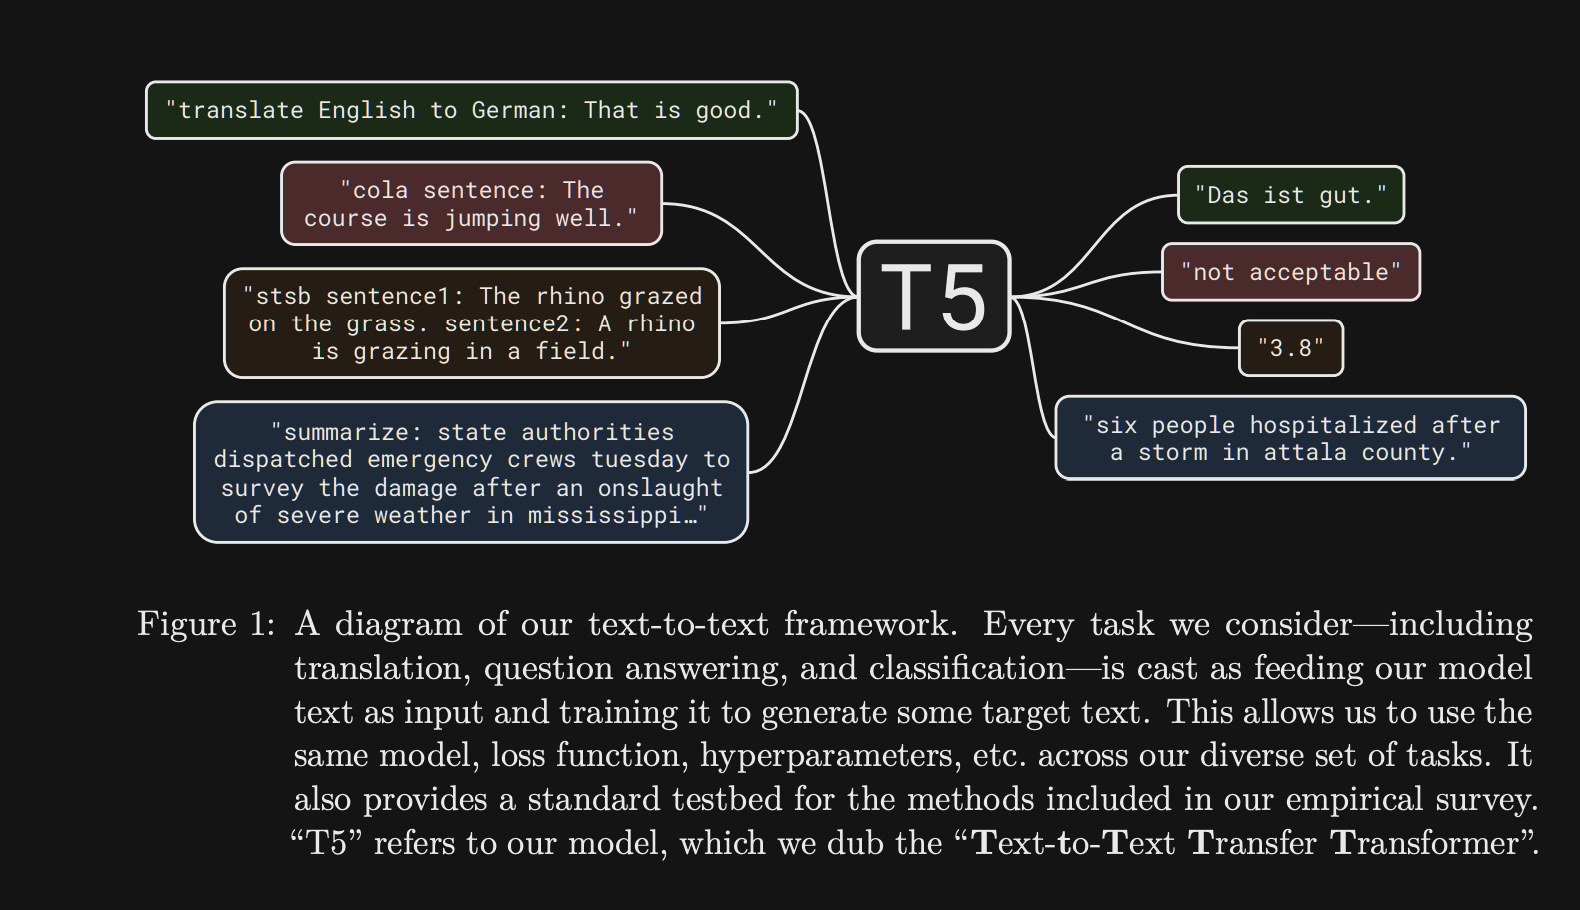 "translate English to German: That is good."
"cola sentence: The
course is jumping well."
"stsb sentence1: The rhino grazed
on the grass. sentence2: A rhino
is grazing in a field."
"summarize: state authorities
dispatched emergency crews tuesday to
survey the damage after an onslaught
of severe weather in mississippi…"
T5
"Das ist gut."
"not acceptable"
"3.8"
"six people hospitalized after
a storm in attala county."
Figure 1: A diagram of our text-to-text framework. Every task we consider—including
translation, question answering, and classification—is cast as feeding our model
text as input and training it to generate some target text. This allows us to use the
same model, loss function, hyperparameters, etc. across our diverse set of tasks. It
also provides a standard testbed for the methods included in our empirical survey.
“T5” refers to our model, which we dub the “Text-to-Text Transfer Transformer”.